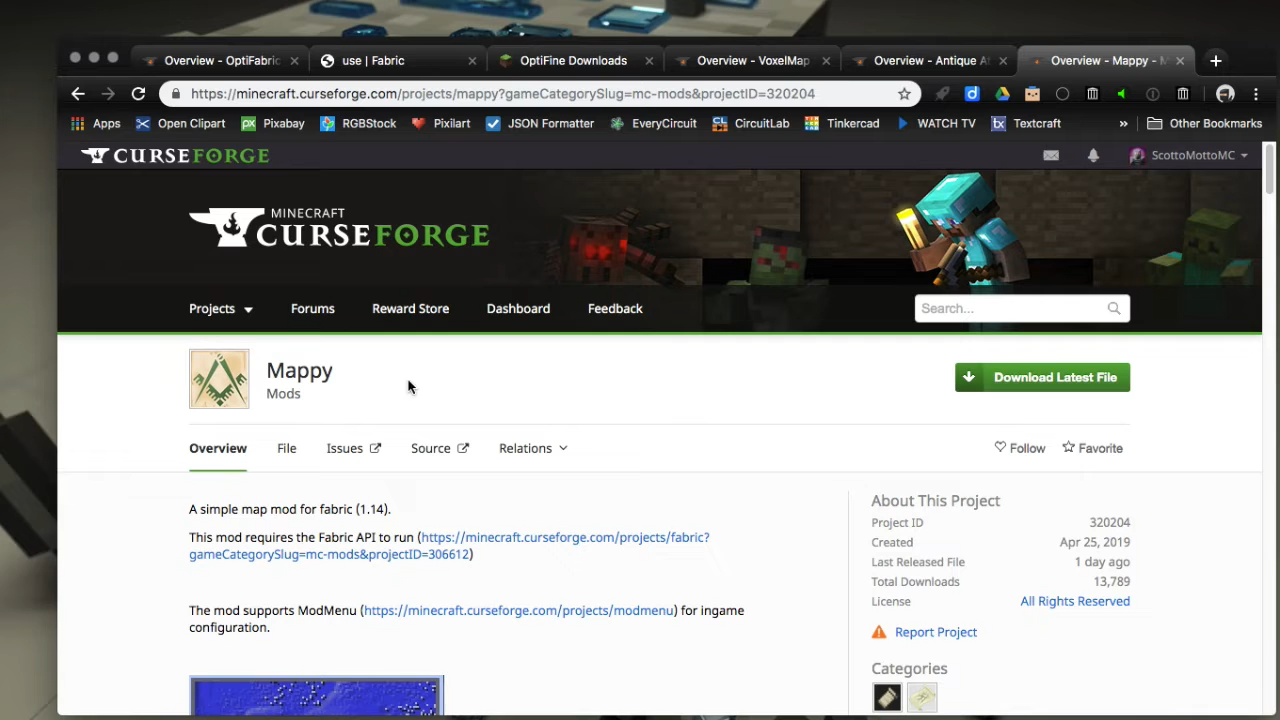 Overview - OptiFabric
use | Fabric
OptiFine Downloads
Overview - VoxelMap
Overview - Antique A
Overview - Mappy - M
https://minecraft.curseforge.com/projects/mappy?gameCategorySlug=mc-mods&projectID=320204
Apps
Open Clipart
Pixabay
RGBStock
Pixilart
JSON Formatter
EveryCircuit
CircuitLab
Tinkercad
WATCH TV
Textcraft
»
Other Bookmarks
CURSEFORGE
ScottoMottoMC
MINECRAFT
CURSEFORGE
Projects
Forums
Reward Store
Dashboard
Feedback
Search...
Mappy
Mods
Download Latest File
Overview
File
Issues
Source
Relations
Follow
Favorite
A simple map mod for fabric (1.14).
This mod requires the Fabric API to run (https://minecraft.curseforge.com/projects/fabric?
gameCategorySlug=mc-mods&projectID=306612)
The mod supports ModMenu (https://minecraft.curseforge.com/projects/modmenu) for ingame
configuration.
About This Project
Project ID 320204
Created Apr 25, 2019
Last Released File 1 day ago
Total Downloads 13,789
License All Rights Reserved
Report Project
Categories